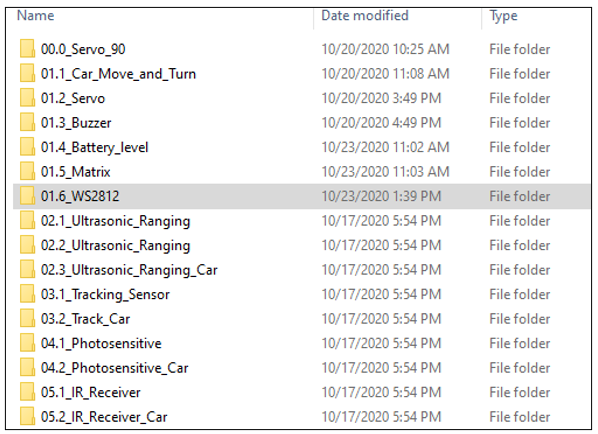 Name Date modified Type
00.0_Servo_90 10/20/2020 10:25 AM File folder
01.1_Car_Move_and_Turn 10/20/2020 11:08 AM File folder
01.2_Servo 10/20/2020 3:49 PM File folder
01.3_Buzzer 10/20/2020 4:49 PM File folder
01.4_Battery_level 10/23/2020 11:02 AM File folder
01.5_Matrix 10/23/2020 11:03 AM File folder
01.6_WS2812 10/23/2020 1:39 PM File folder
02.1_Ultrasonic_Ranging 10/17/2020 5:54 PM File folder
02.2_Ultrasonic_Ranging 10/17/2020 5:54 PM File folder
02.3_Ultrasonic_Ranging_Car 10/17/2020 5:54 PM File folder
03.1_Tracking_Sensor 10/17/2020 5:54 PM File folder
03.2_Track_Car 10/17/2020 5:54 PM File folder
04.1_Photosensitive 10/17/2020 5:54 PM File folder
04.2_Photosensitive_Car 10/17/2020 5:54 PM File folder
05.1_IR_Receiver 10/17/2020 5:54 PM File folder
05.2_IR_Receiver_Car 10/17/2020 5:54 PM File folder